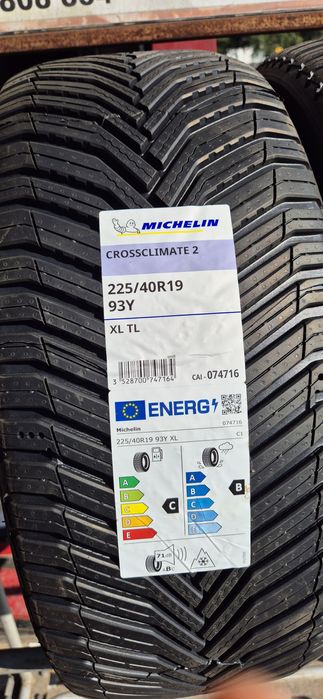 MICHELIN
CROSSCLIMATE 2
225/40R19
93Y
XL TL
3 528700 747164
CAI - 074716
ENERG
Michelin
074716
225/40R19 93Y XL
C1
A
B
C
D
E
C
A
B
C
D
E
B
71 dB
ABC